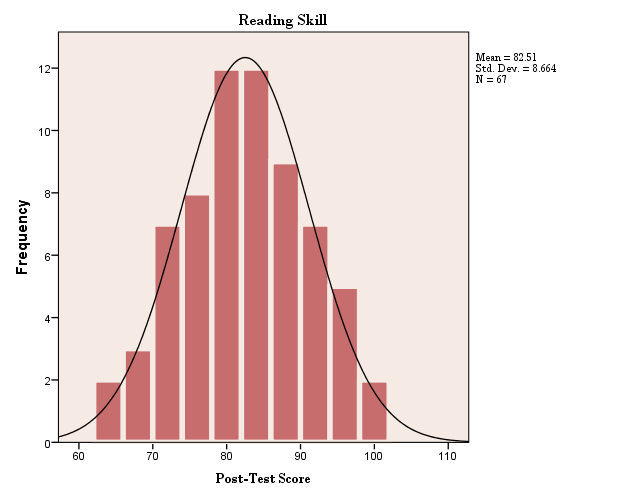 Reading Skill
Mean = 82.51
Std. Dev. = 8.664
N = 67
12
10
8
6
4
2
0
Frequency
60 70 80 90 100 110
Post-Test Score